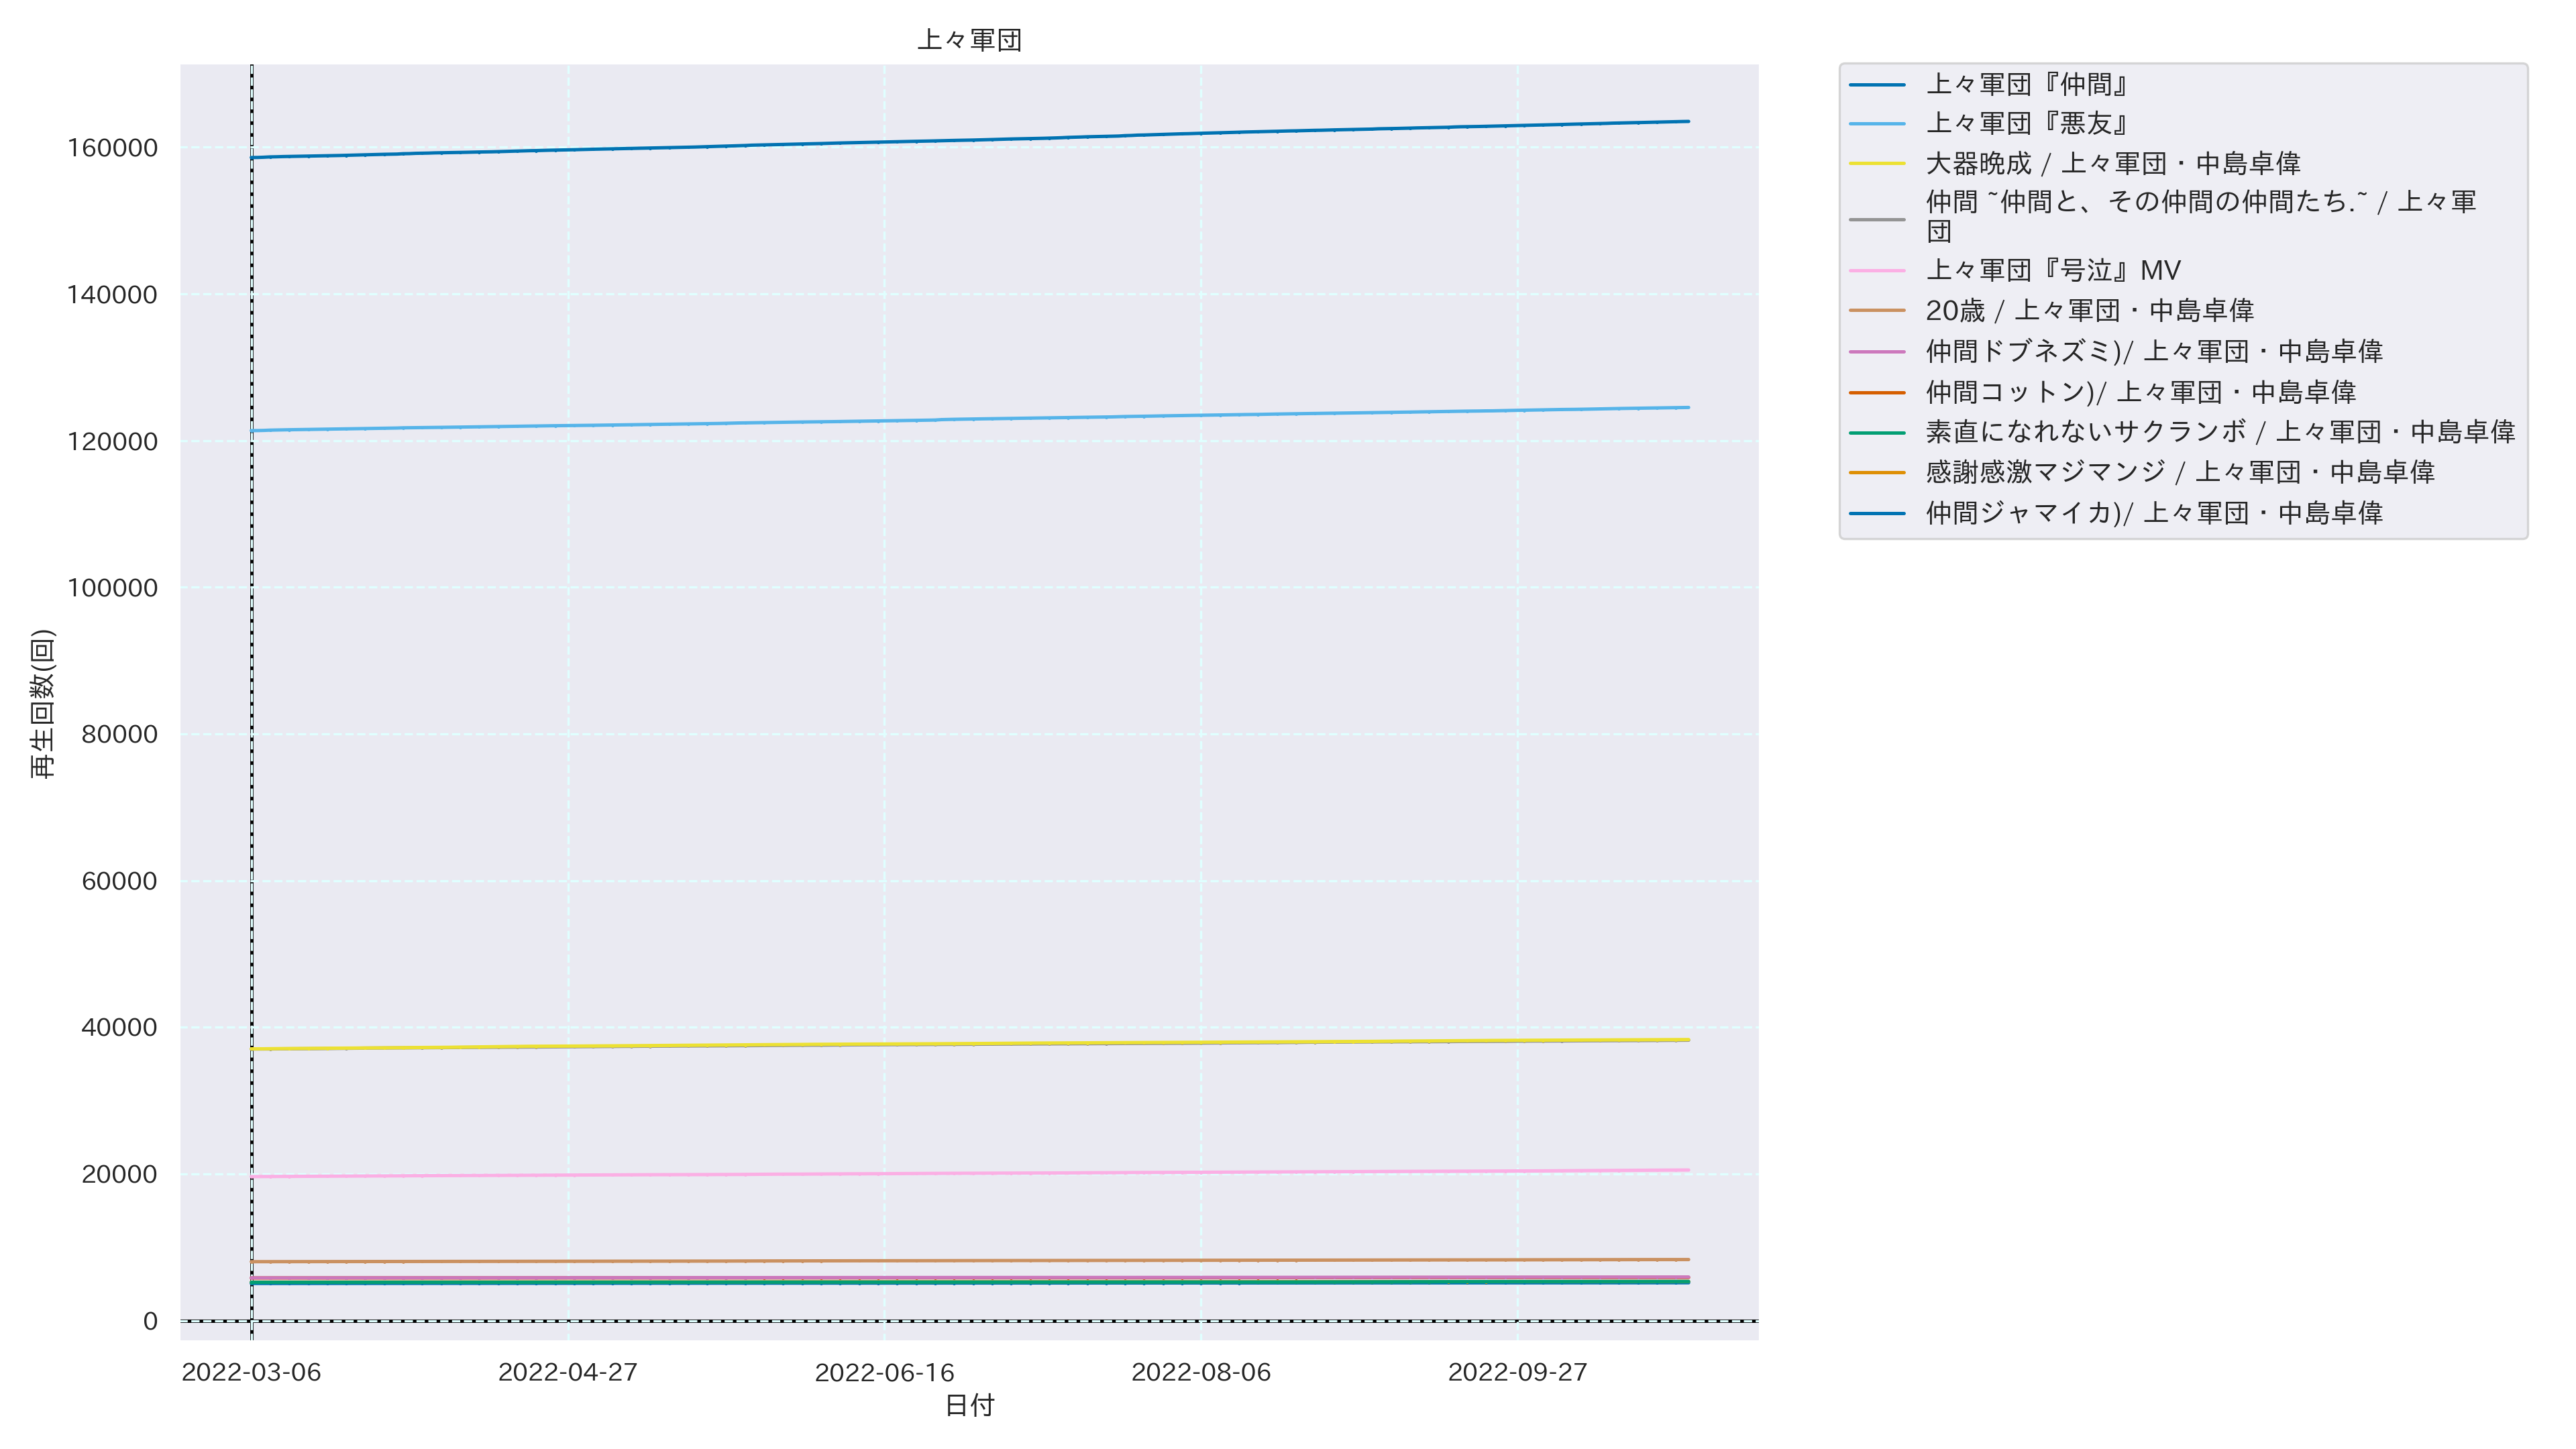 上々軍団
160000
140000
120000
100000
80000
60000
40000
20000
0
再生回数(回)
2022-03-06
2022-04-27
2022-06-16
2022-08-06
2022-09-27
日付
上々軍団『仲間』
上々軍団『悪友』
大器晩成 / 上々軍団・中島卓偉
仲間 ~仲間と、その仲間の仲間たち.~ / 上々軍
団
上々軍団『号泣』MV
20歳 / 上々軍団・中島卓偉
仲間ドブネズミ)/ 上々軍団・中島卓偉
仲間コットン)/ 上々軍団・中島卓偉
素直になれないサクランボ / 上々軍団・中島卓偉
感謝感激マジマンジ / 上々軍団・中島卓偉
仲間ジャマイカ)/ 上々軍団・中島卓偉